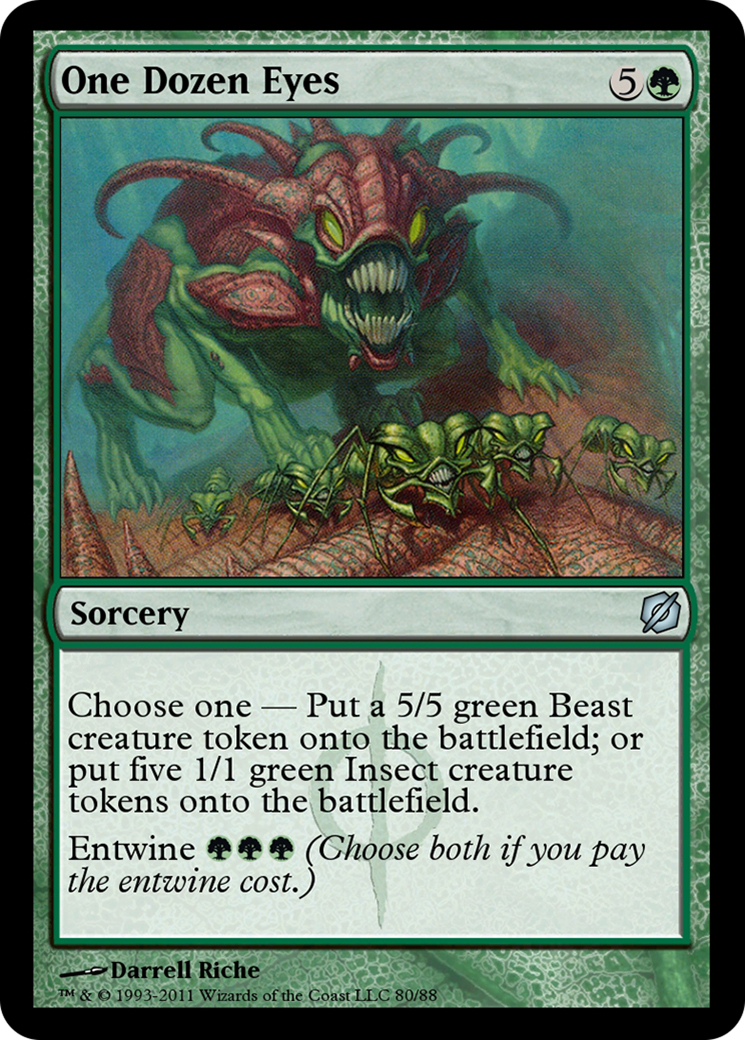 One Dozen Eyes
5
Sorcery
Choose one — Put a 5/5 green Beast
creature token onto the battlefield; or
put five 1/1 green Insect creature
tokens onto the battlefield.
Entwine (Choose both if you pay
the entwine cost.)
Darrell Riche
™ & © 1993-2011 Wizards of the Coast LLC 80/88